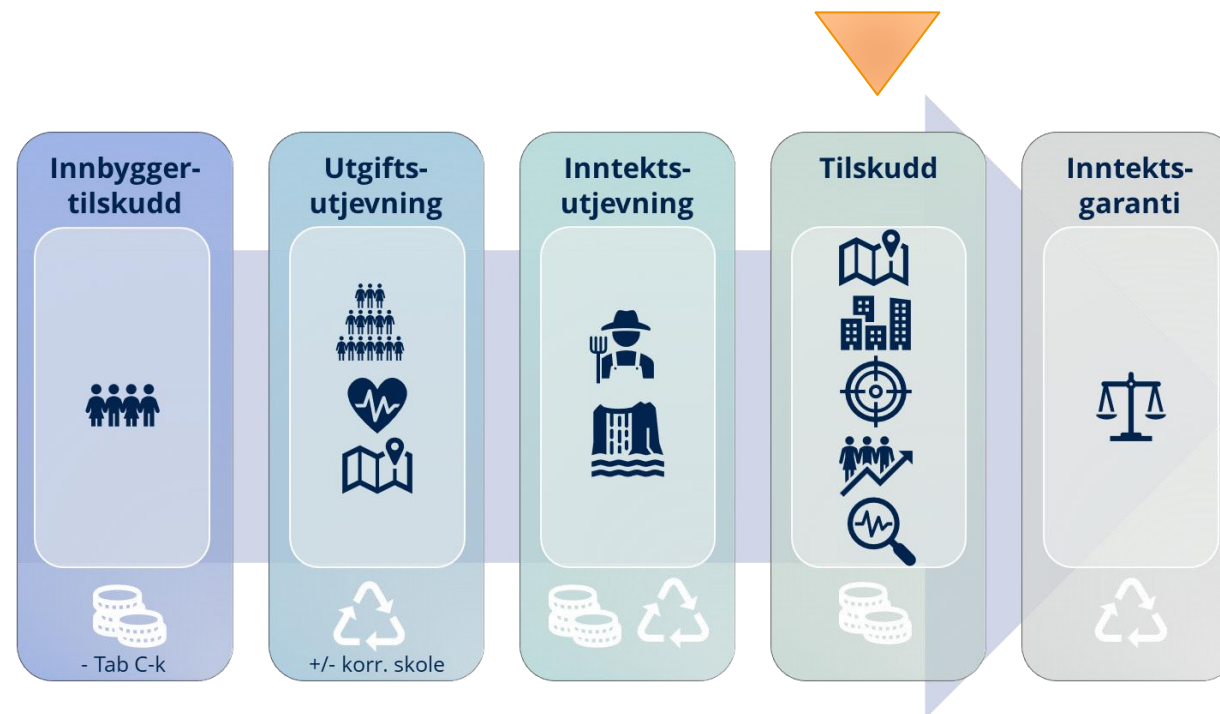 Innbygger-
tilskudd
Utgifts-
utjevning
Inntekts-
utjevning
Tilskudd
Inntekts-
garanti
- Tab C-k
+/- korr. skole